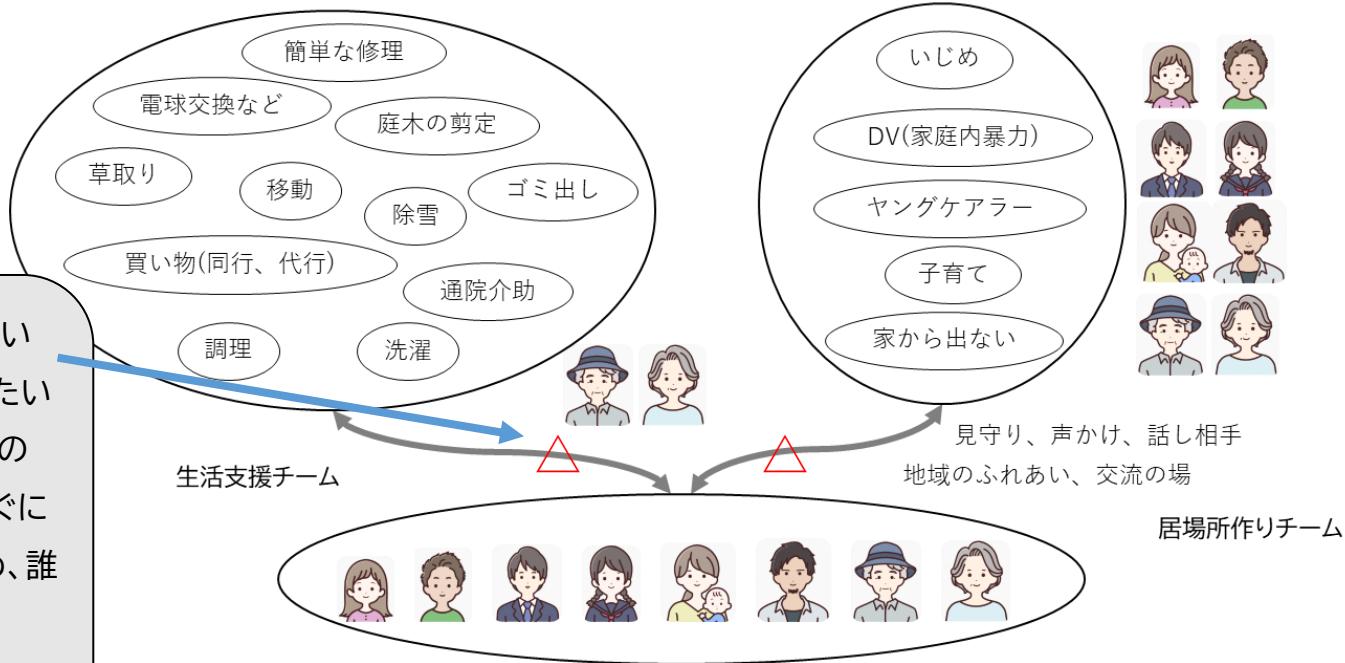 簡単な修理
電球交換など
庭木の剪定
草取り
移動
除雪
ゴミ出し
買い物(同行、代行)
通院介助
調理
洗濯
いじめ
DV(家庭内暴力)
ヤングケアラー
子育て
家から出ない
い
たい
の
ぐに
、誰
生活支援チーム
見守り、声かけ、話し相手
地域のふれあい、交流の場
居場所作りチーム